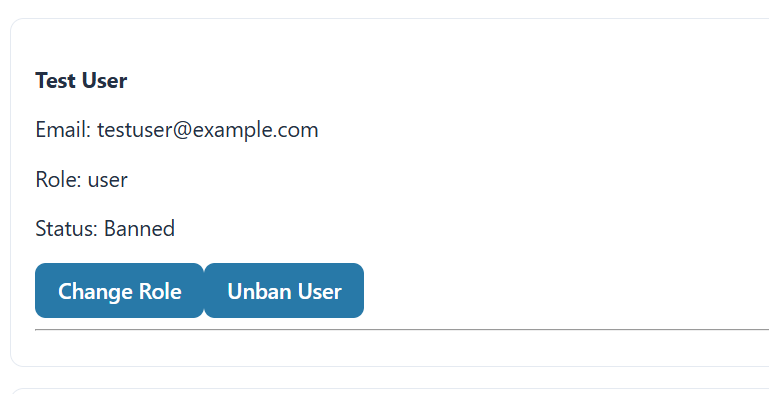 Test User
Email: testuser@example.com
Role: user
Status: Banned
Change Role Unban User